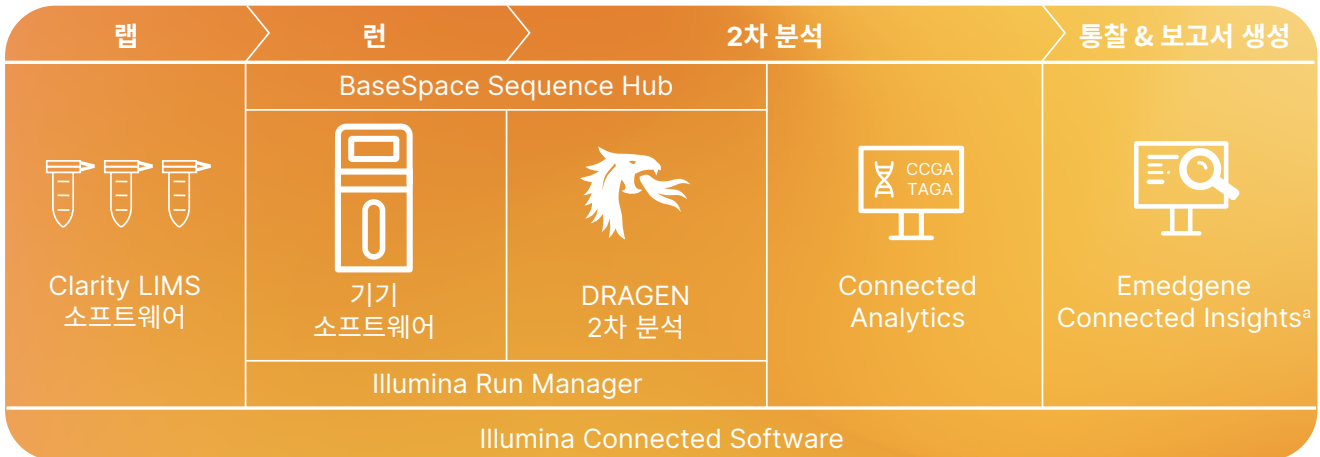 랩
런
2차 분석
통찰 & 보고서 생성
BaseSpace Sequence Hub
Clarity LIMS
소프트웨어
기기
소프트웨어
DRAGEN
2차 분석
CCGA
TAGA
Connected
Analytics
Emedgene
Connected Insightsª
Illumina Run Manager
Illumina Connected Software